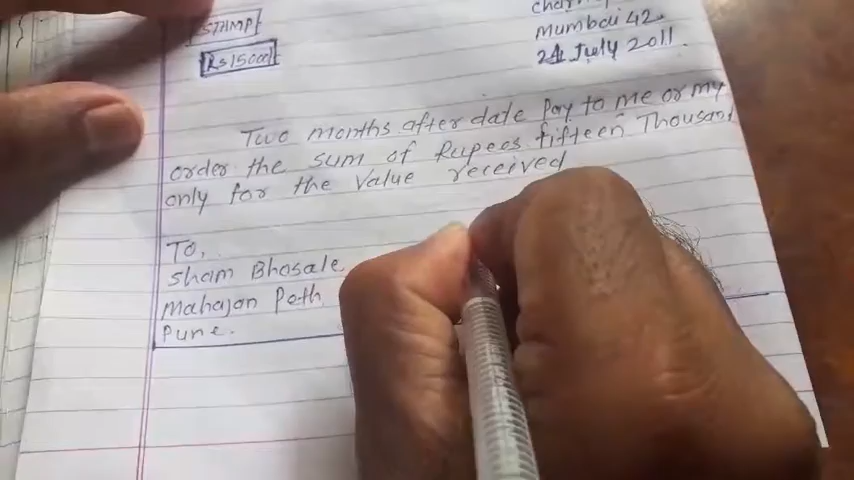 STAMP
Rs15000
Mumbai 42
24 July 2011.
Two months after date Pay to me or my
order the sum of Rupees fifteen Thousand
only for the Value received
To,
Sham Bhosale
Mahajan Path
Pune.